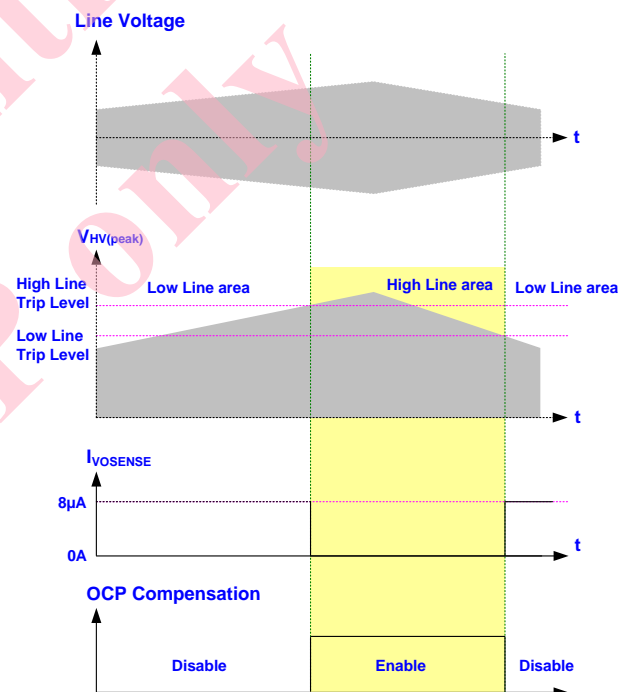 Line Voltage
t
VHV(peak)
High Line
Trip Level
Low Line area
High Line area
Low Line area
Low Line
Trip Level
t
IVOSENSE
8µA
0A
t
OCP Compensation
Disable
Enable
Disable
only